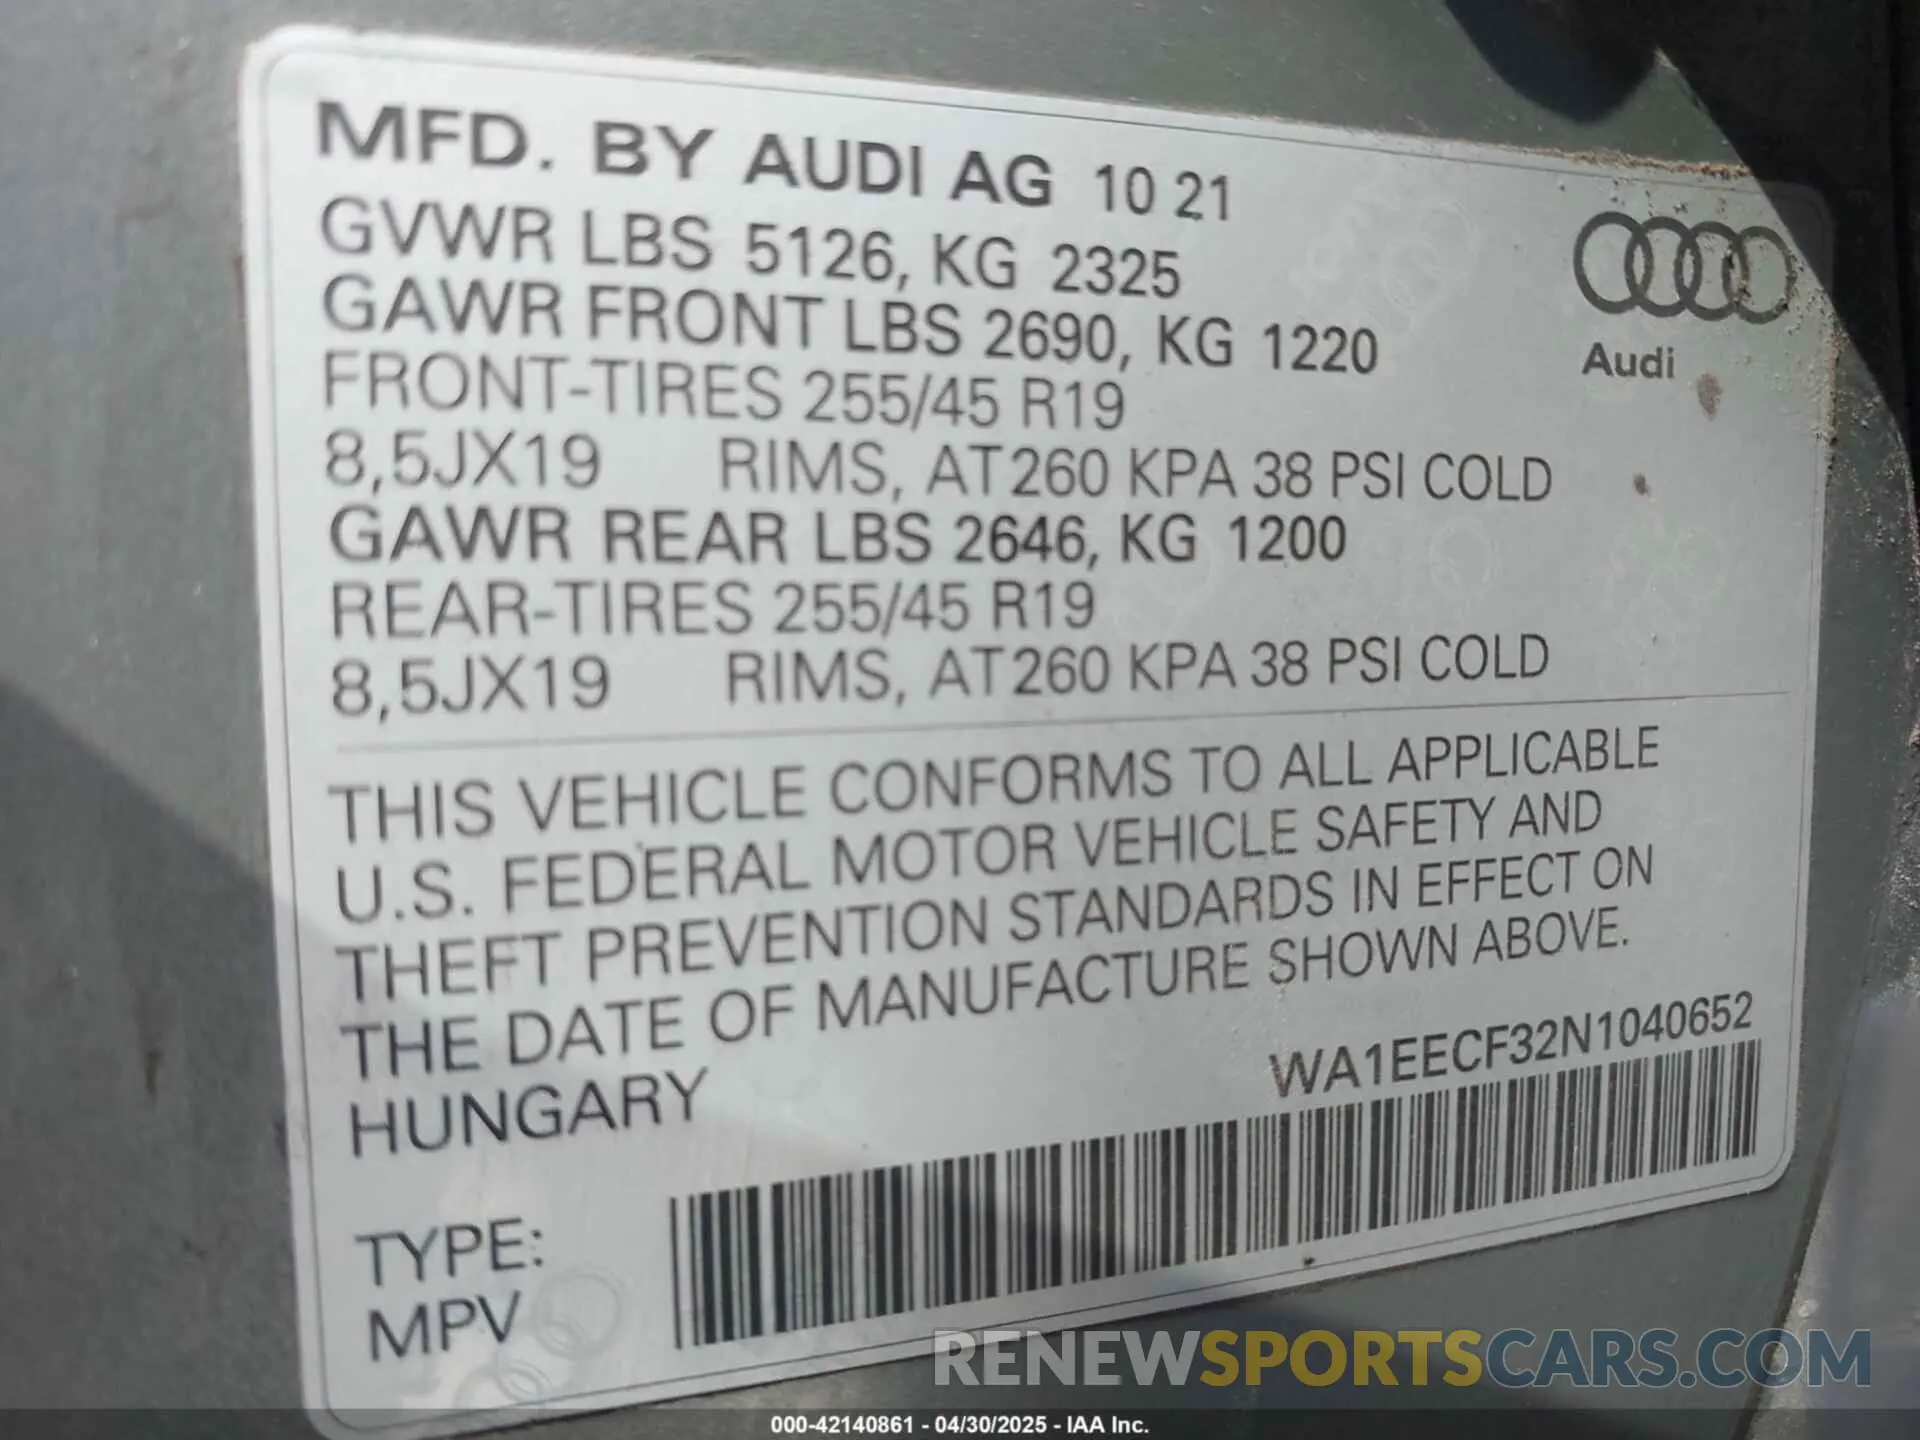 MFD. BY AUDI AG 10 21
GVWR LBS 5126, KG 2325
GAWR FRONT LBS 2690, KG 1220
FRONT-TIRES 255/45 R19
8,5JX19 RIMS, AT 260 KPA 38 PSI COLD
GAWR REAR LBS 2646, KG 1200
REAR-TIRES 255/45 R19
8,5JX19 RIMS, AT 260 KPA 38 PSI COLD
Audi
THIS VEHICLE CONFORMS TO ALL APPLICABLE
U.S. FEDERAL MOTOR VEHICLE SAFETY AND
THEFT PREVENTION STANDARDS IN EFFECT ON
THE DATE OF MANUFACTURE SHOWN ABOVE.
HUNGARY
WA1EECF32N1040652
TYPE:
MPV
RENEWSPORTSCARS.COM
000-42140861 - 04/30/2025 - IAA Inc.